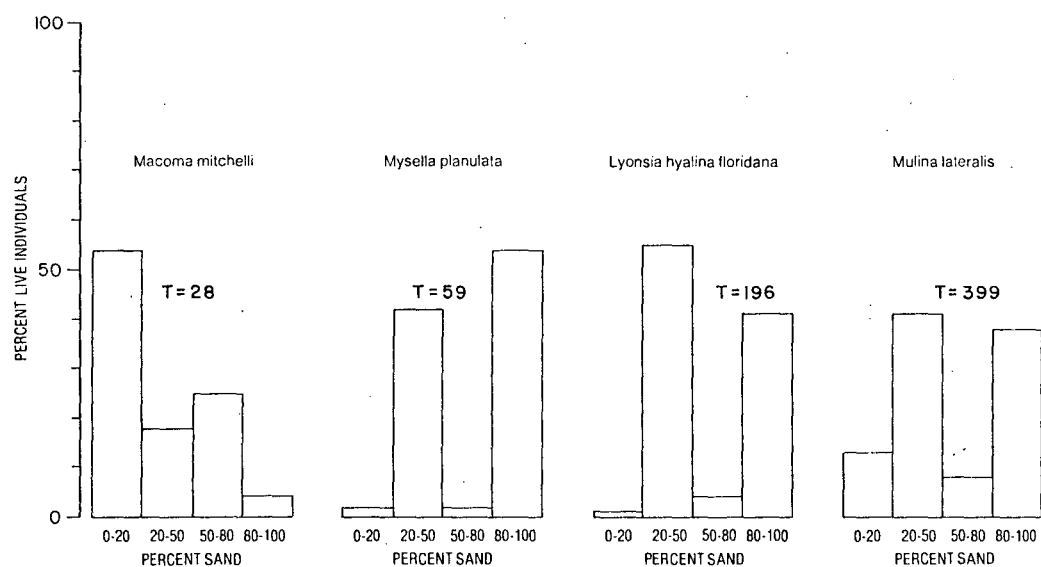 100
Macoma mitchelli
Mysella planulata
Lyonsia hyalina floridana
Mulina lateralis
PERCENT LIVE INDIVIDUALS
50
T=28
T=59
T=196
T=399
0
0-20 20-50 50-80 80-100
0-20 20-50 50-80 80-100
0-20 20-50 50-80 80-100
0-20 20-50 50-80 80-100
PERCENT SAND
PERCENT SAND
PERCENT SAND
PERCENT SAND